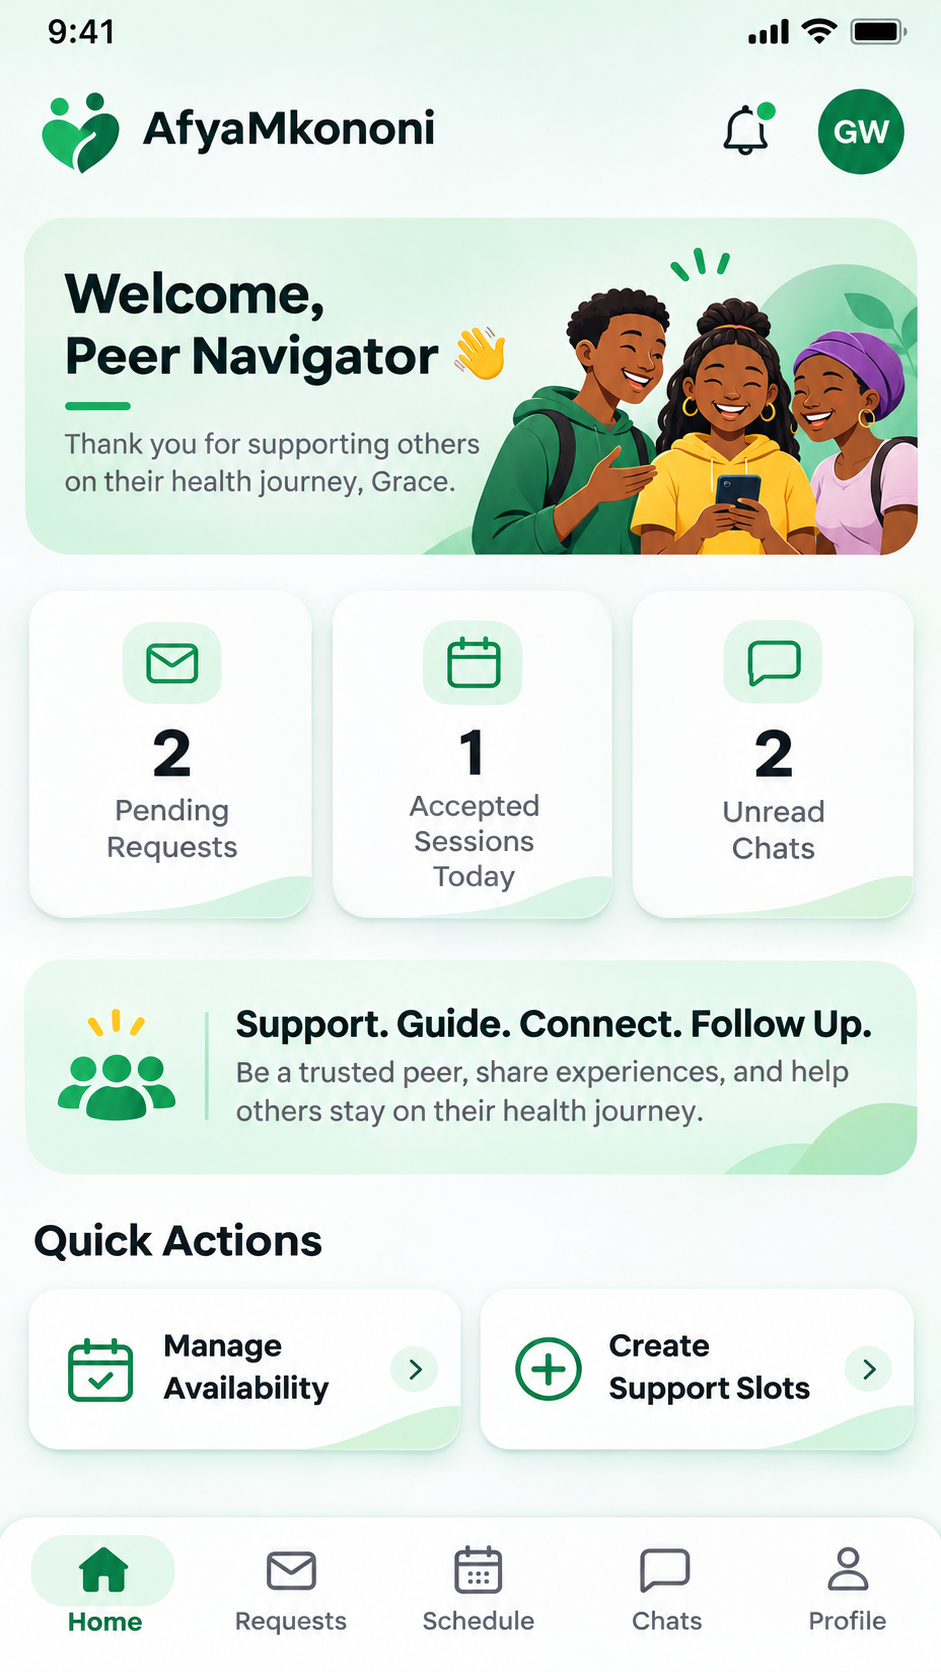 9:41
AfyaMkononi
GW
Welcome,
Peer Navigator 👋
Thank you for supporting others
on their health journey, Grace.
2
Pending
Requests
1
Accepted
Sessions
Today
2
Unread
Chats
Support. Guide. Connect. Follow Up.
Be a trusted peer, share experiences, and help
others stay on their health journey.
Quick Actions
Manage
Availability
Create
Support Slots
Home
Requests
Schedule
Chats
Profile